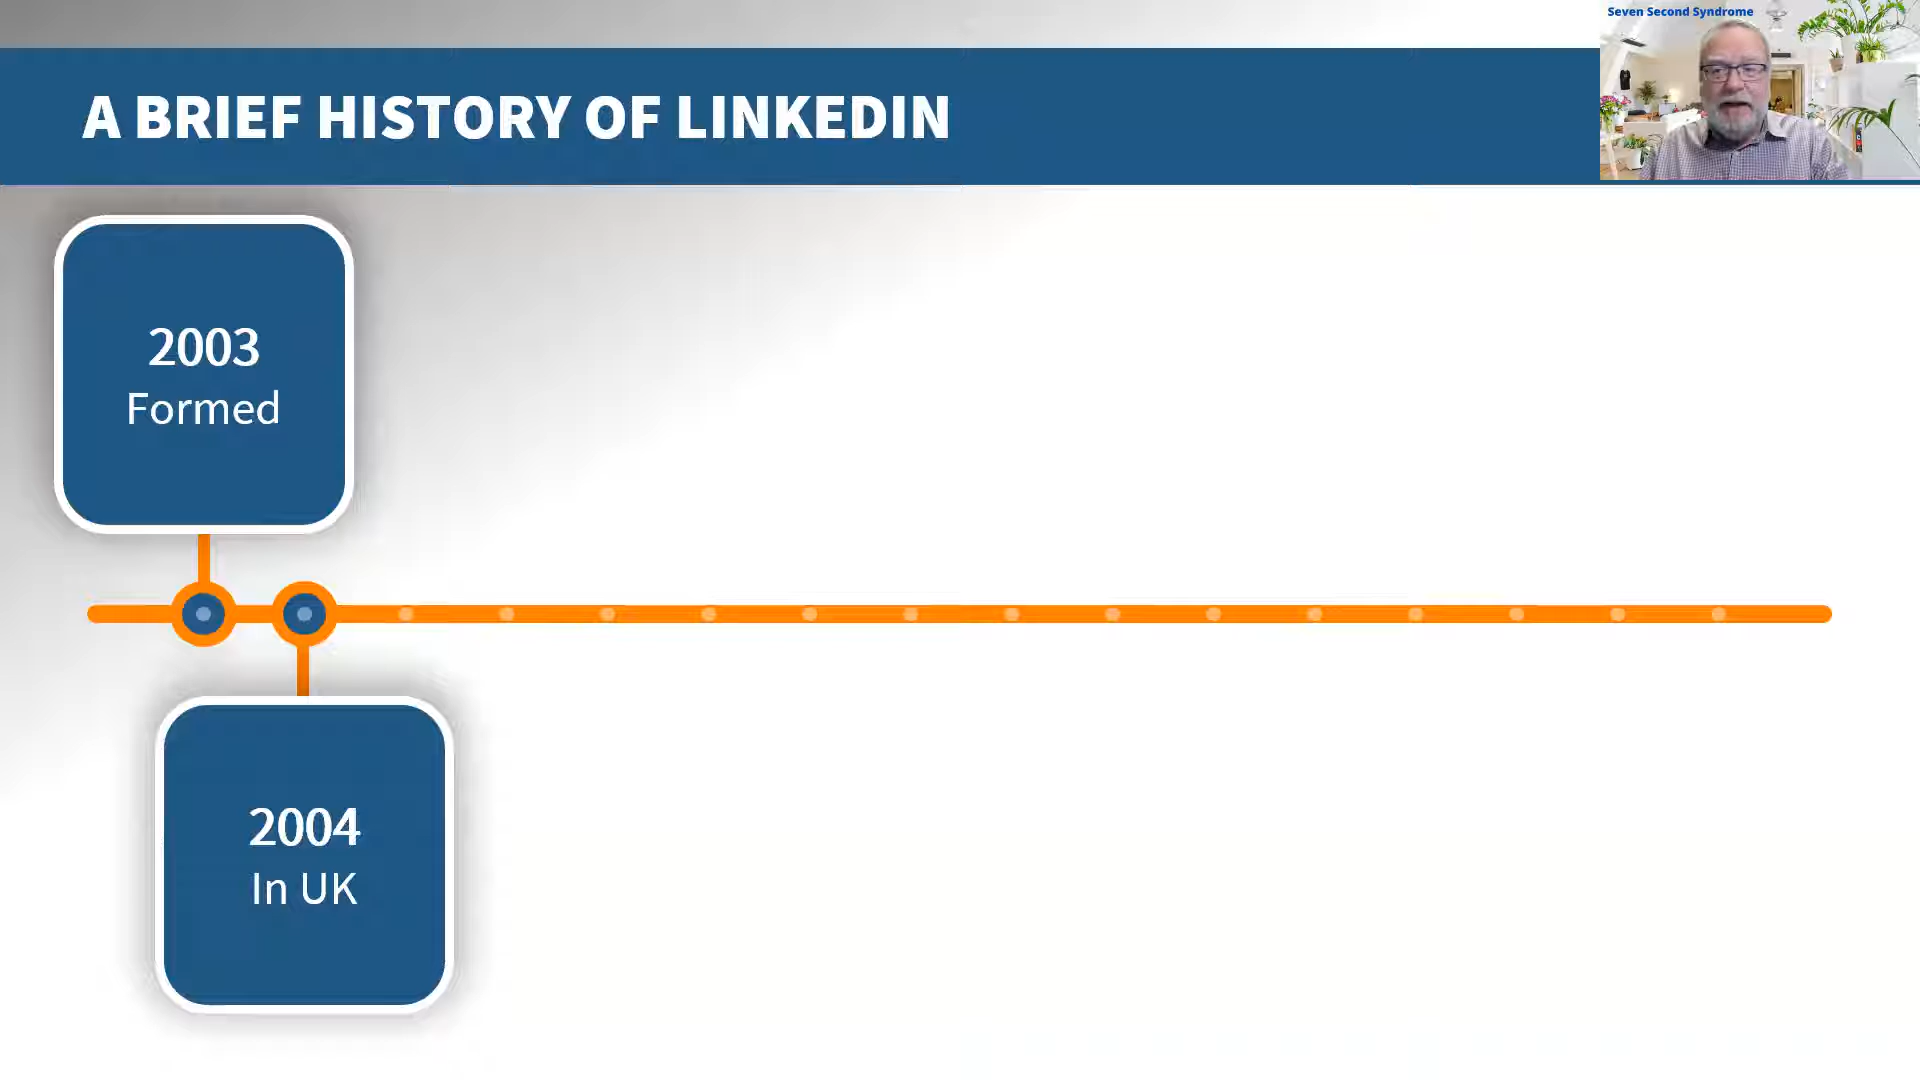 Seven Second Syndrome
A BRIEF HISTORY OF LINKEDIN
2003
Formed
2004
In UK